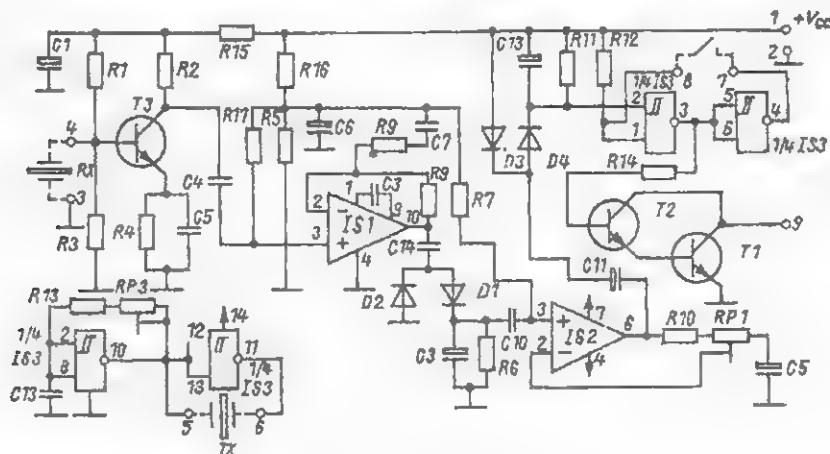 C1
R1
R2
R15
R16
C13
R11
R12
1
+Vcc
2
T3
4
RX
3
R3
R4
C5
C4
R17
R5
C6
R9
C7
R9
R7
1
C3
9
2
IS1
10
3
4
C14
D2
D1
C3
R6
C10
D3
D4
8
7
1/4 IS3
2
3
1
5
6
4
1/4 IS3
R14
T2
T1
9
C11
3
7
2
IS2
6
4
R10
RP1
C5
R13
RP3
1/4
IS3
2
8
10
C13
12
13
14
11
1/4
IS3
5
6
TX